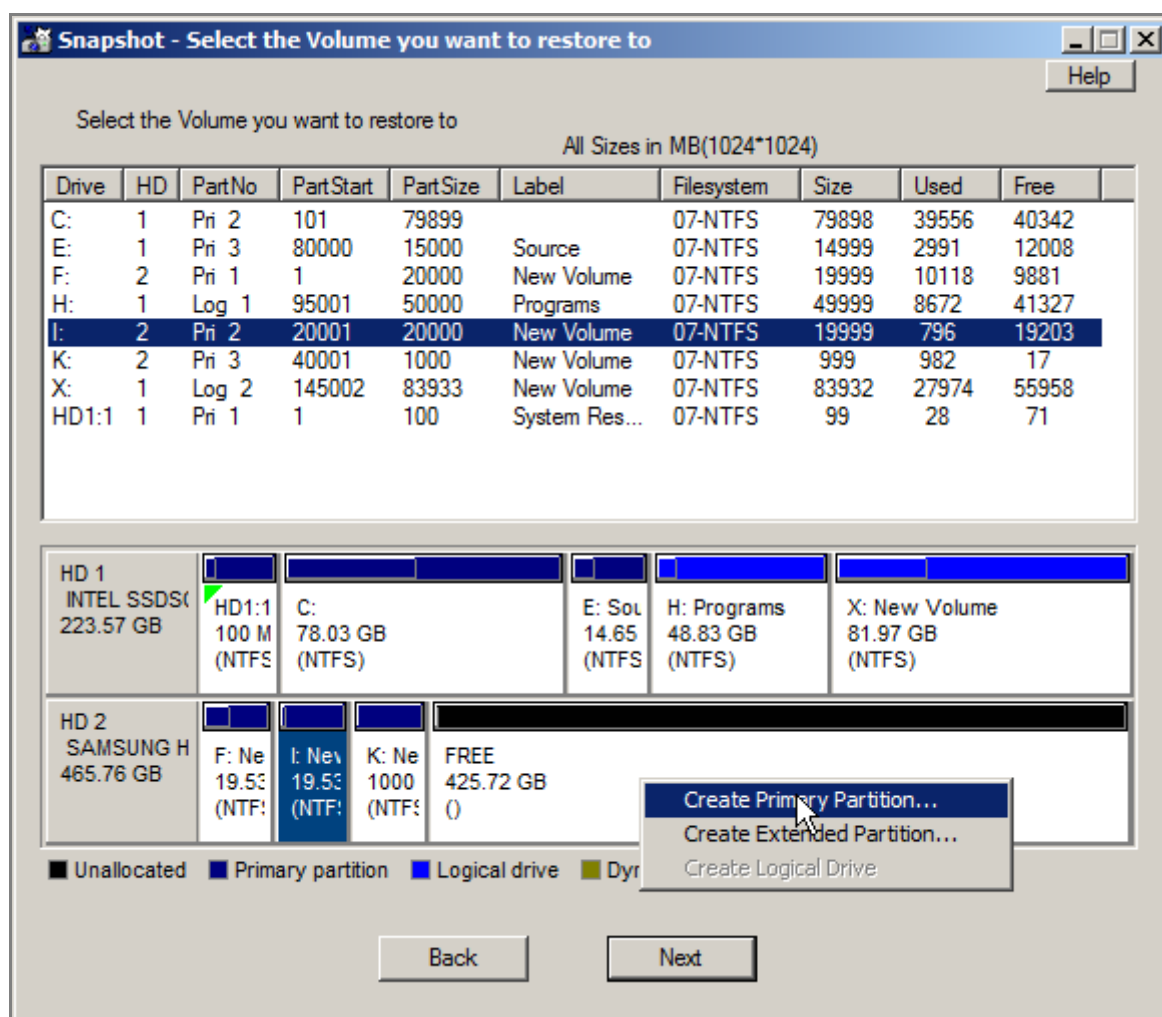 Snapshot - Select the Volume you want to restore to
Help
Select the Volume you want to restore to
All Sizes in MB(1024*1024)
Drive HD PartNo PartStart PartSize Label Filesystem Size Used Free
C: 1 Pri 2 101 79899 07-NTFS 79898 39556 40342
E: 1 Pri 3 80000 15000 Source 07-NTFS 14999 2991 12008
F: 2 Pri 1 1 20000 New Volume 07-NTFS 19999 10118 9881
H: 1 Log 1 95001 50000 Programs 07-NTFS 49999 8672 41327
I: 2 Pri 2 20001 20000 New Volume 07-NTFS 19999 796 19203
K: 2 Pri 3 40001 1000 New Volume 07-NTFS 999 982 17
X: 1 Log 2 145002 83933 New Volume 07-NTFS 83932 27974 55958
HD1:1 1 Pri 1 1 100 System Res... 07-NTFS 99 28 71
HD 1
INTEL SSDS(
223.57 GB
HD1:1
100 M
(NTFS
C:
78.03 GB
(NTFS)
E: Sou
14.65
(NTFS
H: Programs
48.83 GB
(NTFS)
X: New Volume
81.97 GB
(NTFS)
HD 2
SAMSUNG H
465.76 GB
F: Ne
19.53
(NTF
I: Nev
19.53
(NTF
K: Ne
1000
(NTFS
FREE
425.72 GB
()
Create Primary Partition...
Create Extended Partition...
Create Logical Drive
Unallocated Primary partition Logical drive Dyr
Back Next